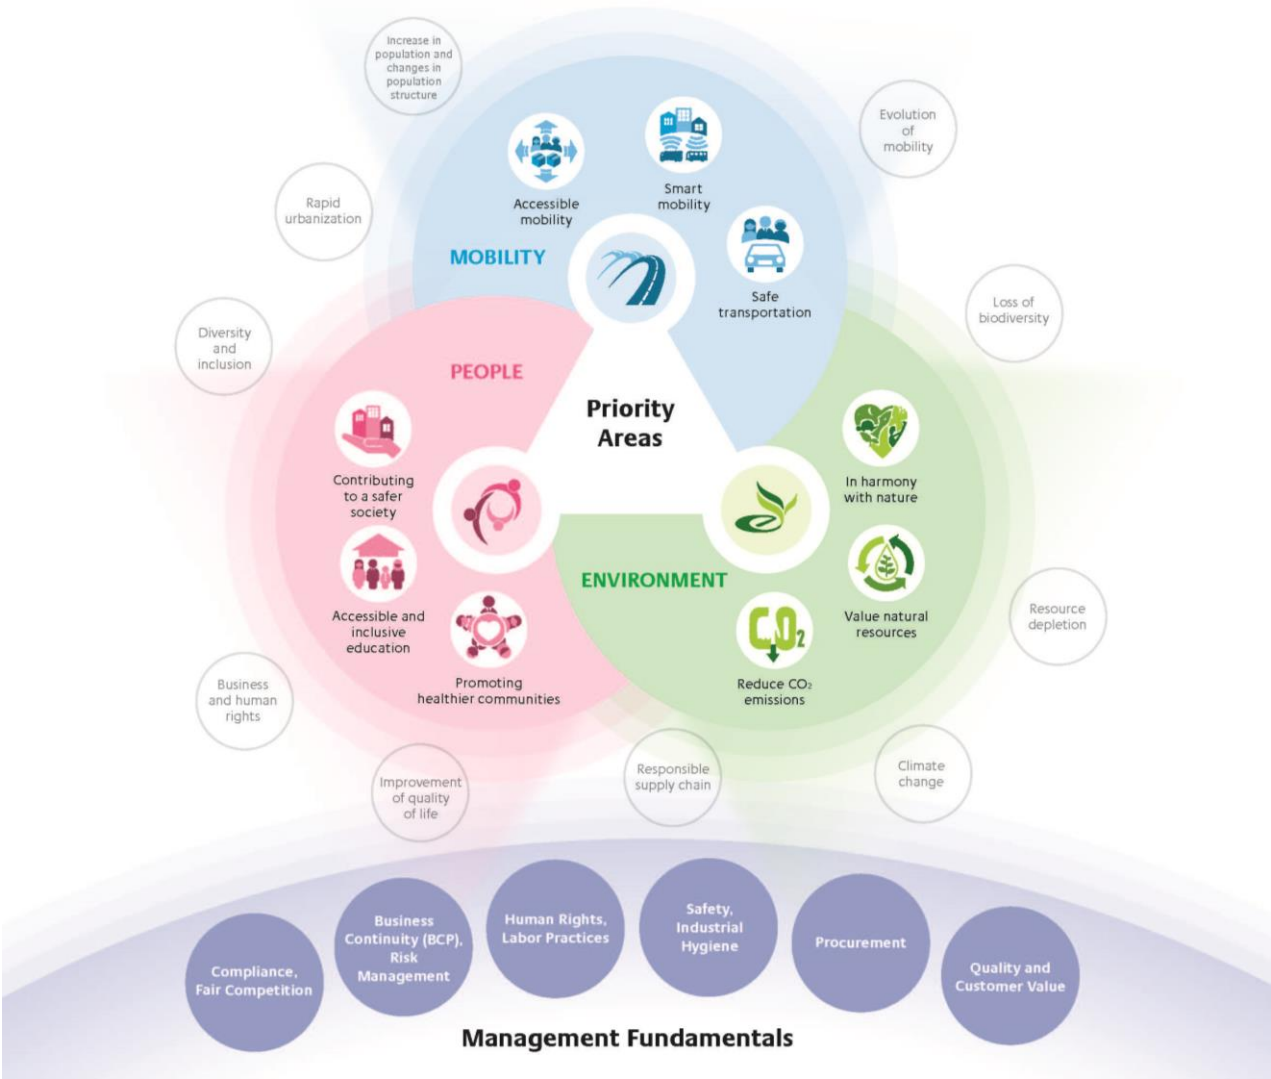 Increase in
population and
changes in
population
structure
Evolution
of
mobility
Rapid
urbanization
Accessible
mobility
Smart
mobility
MOBILITY
Safe
transportation
Loss of
biodiversity
Diversity
and
inclusion
PEOPLE
Priority
Areas
Contributing
to a safer
society
In harmony
with nature
ENVIRONMENT
Accessible and
inclusive
education
Value natural
resources
Resource
depletion
CO2
Promoting
healthier communities
Reduce CO₂
emissions
Business
and human
rights
Improvement
of quality
of life
Responsible
supply chain
Climate
change
Compliance,
Fair Competition
Business
Continuity (BCP),
Risk
Management
Human Rights,
Labor Practices
Safety,
Industrial
Hygiene
Procurement
Quality and
Customer Value
Management Fundamentals